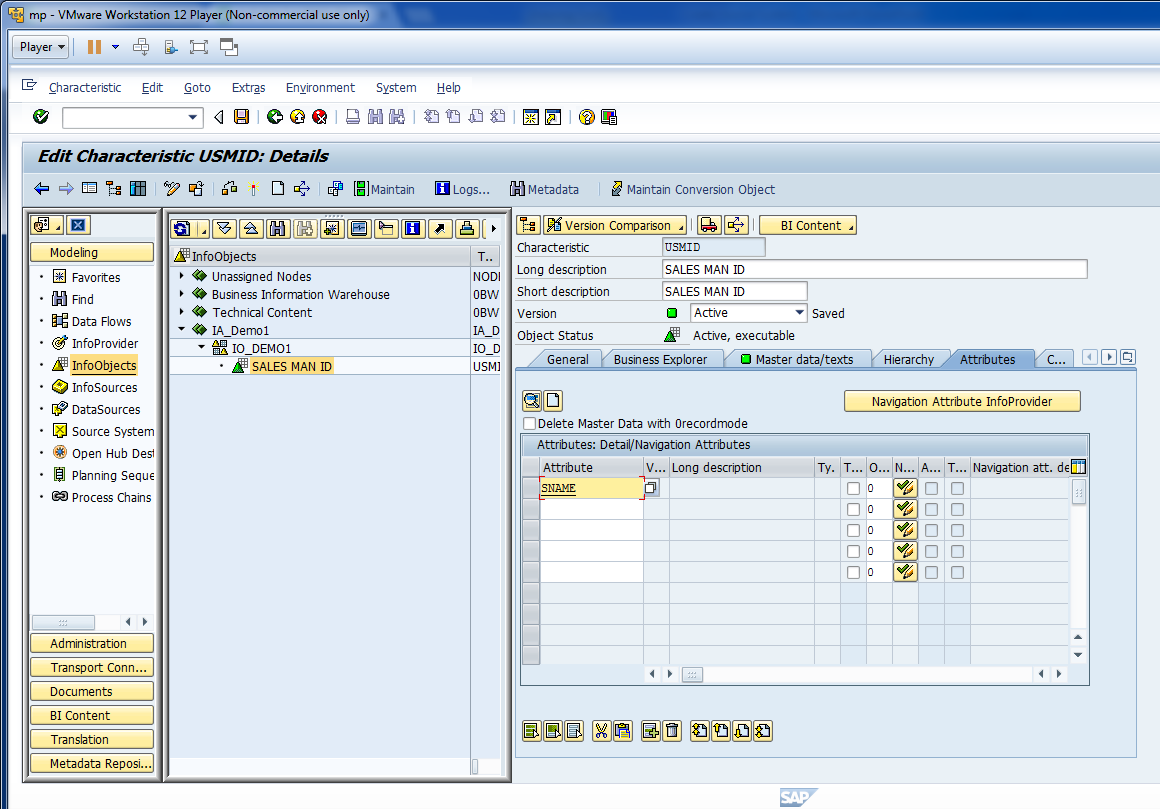 mp - VMware Workstation 12 Player (Non-commercial use only)
Player
Characteristic Edit Goto Extras Environment System Help
Edit Characteristic USMID: Details
Maintain Logs... Metadata Maintain Conversion Object
Modeling
Favorites
Find
Data Flows
InfoProvider
InfoObjects
InfoSources
DataSources
Source System
Open Hub Dest
Planning Seque
Process Chains
Administration
Transport Conn...
Documents
BI Content
Translation
Metadata Reposi...
InfoObjects T..
Unassigned Nodes NODE
Business Information Warehouse 0BW
Technical Content 0BW
IA_Demo1 IA_D
IO_DEMO1 IO_D
SALES MAN ID USMI
Version Comparison BI Content
Characteristic USMID
Long description SALES MAN ID
Short description SALES MAN ID
Version Active Saved
Object Status Active, executable
General Business Explorer Master data/texts Hierarchy Attributes C...
Navigation Attribute InfoProvider
Delete Master Data with 0recordmode
Attributes: Detail/Navigation Attributes
Attribute V... Long description Ty. T... O... N... A... T... Navigation att. de
SNAME 0
0
0
0
0
SAP